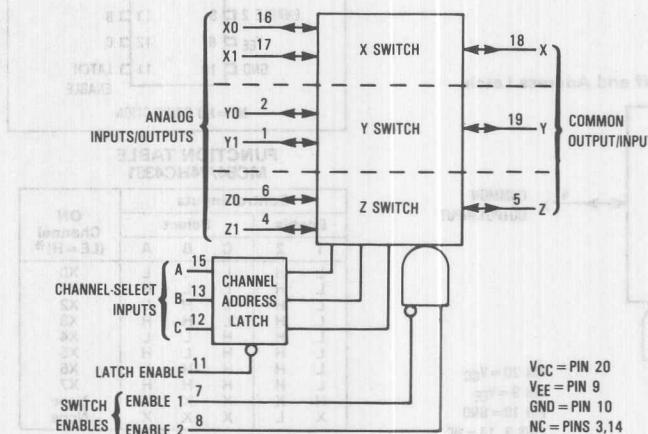 X0 16
X1 17
X SWITCH
18 X
Y0 2
Y1 1
ANALOG
INPUTS/OUTPUTS
Y SWITCH
19 Y
COMMON
OUTPUT/INPUT
Z0 6
Z1 4
Z SWITCH
5 Z
CHANNEL-SELECT
INPUTS
A 15
B 13
C 12
CHANNEL
ADDRESS
LATCH
LATCH ENABLE 11
SWITCH
ENABLES
ENABLE 1 7
ENABLE 2 8
VCC = PIN 20
VEE = PIN 9
GND = PIN 10
NC = PINS 3,14